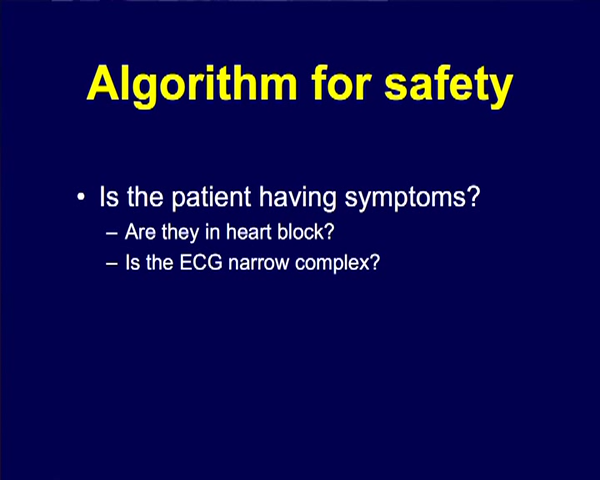 Algorithm for safety
• Is the patient having symptoms?
– Are they in heart block?
– Is the ECG narrow complex?